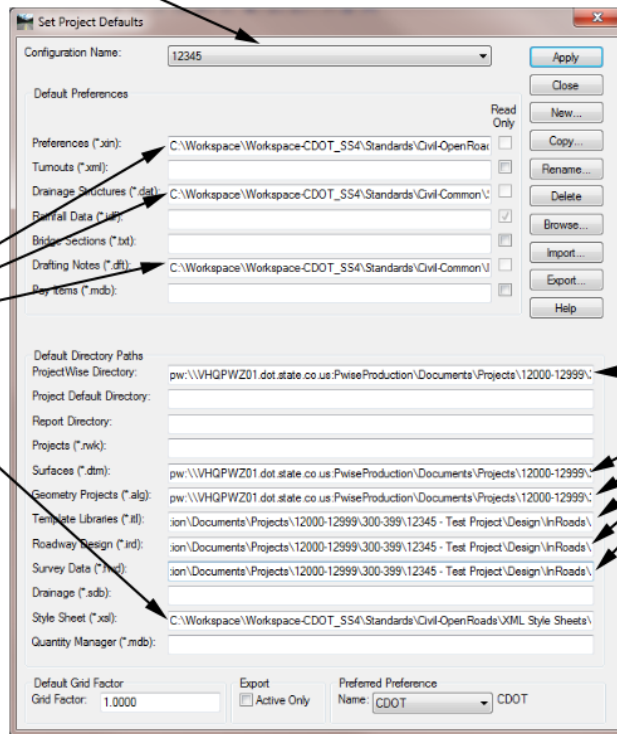 Set Project Defaults
Configuration Name: 12345
Apply
Close
Default Preferences
Read Only
New...
Preferences (*.xin): C:\Workspace\Workspace-CDOT_SS4\Standards\Civil-OpenRoad
Copy...
Turnouts (*.xml):
Rename...
Drainage Structures (*.dat): C:\Workspace\Workspace-CDOT_SS4\Standards\Civil-Common\
Delete
Rainfall Data (*.idf):
Browse...
Bridge Sections (*.txt):
Import...
Drafting Notes (*.dft): C:\Workspace\Workspace-CDOT_SS4\Standards\Civil-Common\
Export...
Pay Items (*.mdb):
Help
Default Directory Paths
ProjectWise Directory: pw:\\VHQPWZ01.dot.state.co.us:PwiseProduction\Documents\Projects\12000-12999\
Project Default Directory:
Report Directory:
Projects (*.rwk):
Surfaces (*.dtm): pw:\\VHQPWZ01.dot.state.co.us:PwiseProduction\Documents\Projects\12000-12999\
Geometry Projects (*.alg): pw:\\VHQPWZ01.dot.state.co.us:PwiseProduction\Documents\Projects\12000-12999\
Template Libraries (*.itl): ion\Documents\Projects\12000-12999\300-399\12345 - Test Project\Design\InRoads\
Roadway Design (*.ird): ion\Documents\Projects\12000-12999\300-399\12345 - Test Project\Design\InRoads\
Survey Data (*.fwd): ion\Documents\Projects\12000-12999\300-399\12345 - Test Project\Design\InRoads\
Drainage (*.sdb):
Style Sheet (*.xsl): C:\Workspace\Workspace-CDOT_SS4\Standards\Civil-OpenRoads\XML Style Sheets\
Quantity Manager (*.mdb):
Default Grid Factor
Export
Preferred Preference
Grid Factor: 1.0000
Active Only
Name: CDOT
CDOT